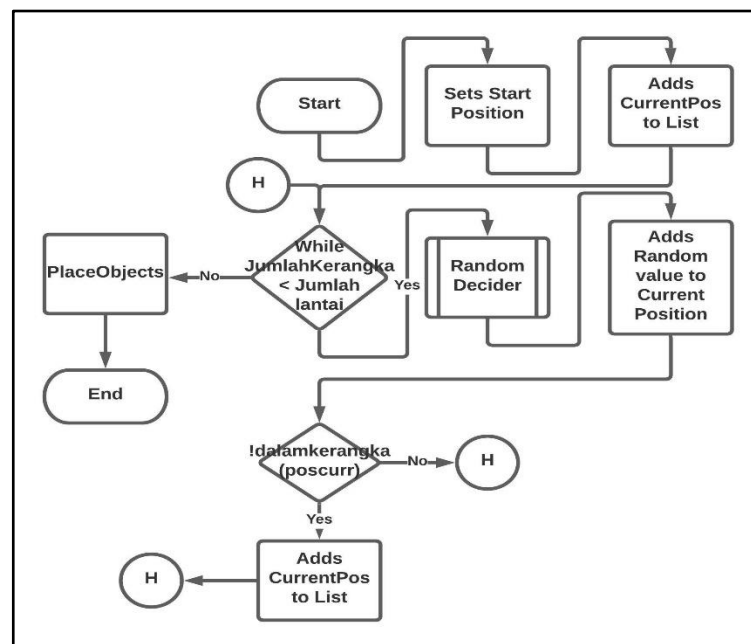 Start
Sets Start
Position
Adds
CurrentPos
to List
H
While
JumlahKerangka
< Jumlah
lantai
No
PlaceObjects
End
Yes
Random
Decider
Adds
Random
value to
Current
Position
!dalamkerangka
(poscurr)
No
H
Yes
Adds
CurrentPos
to List
H